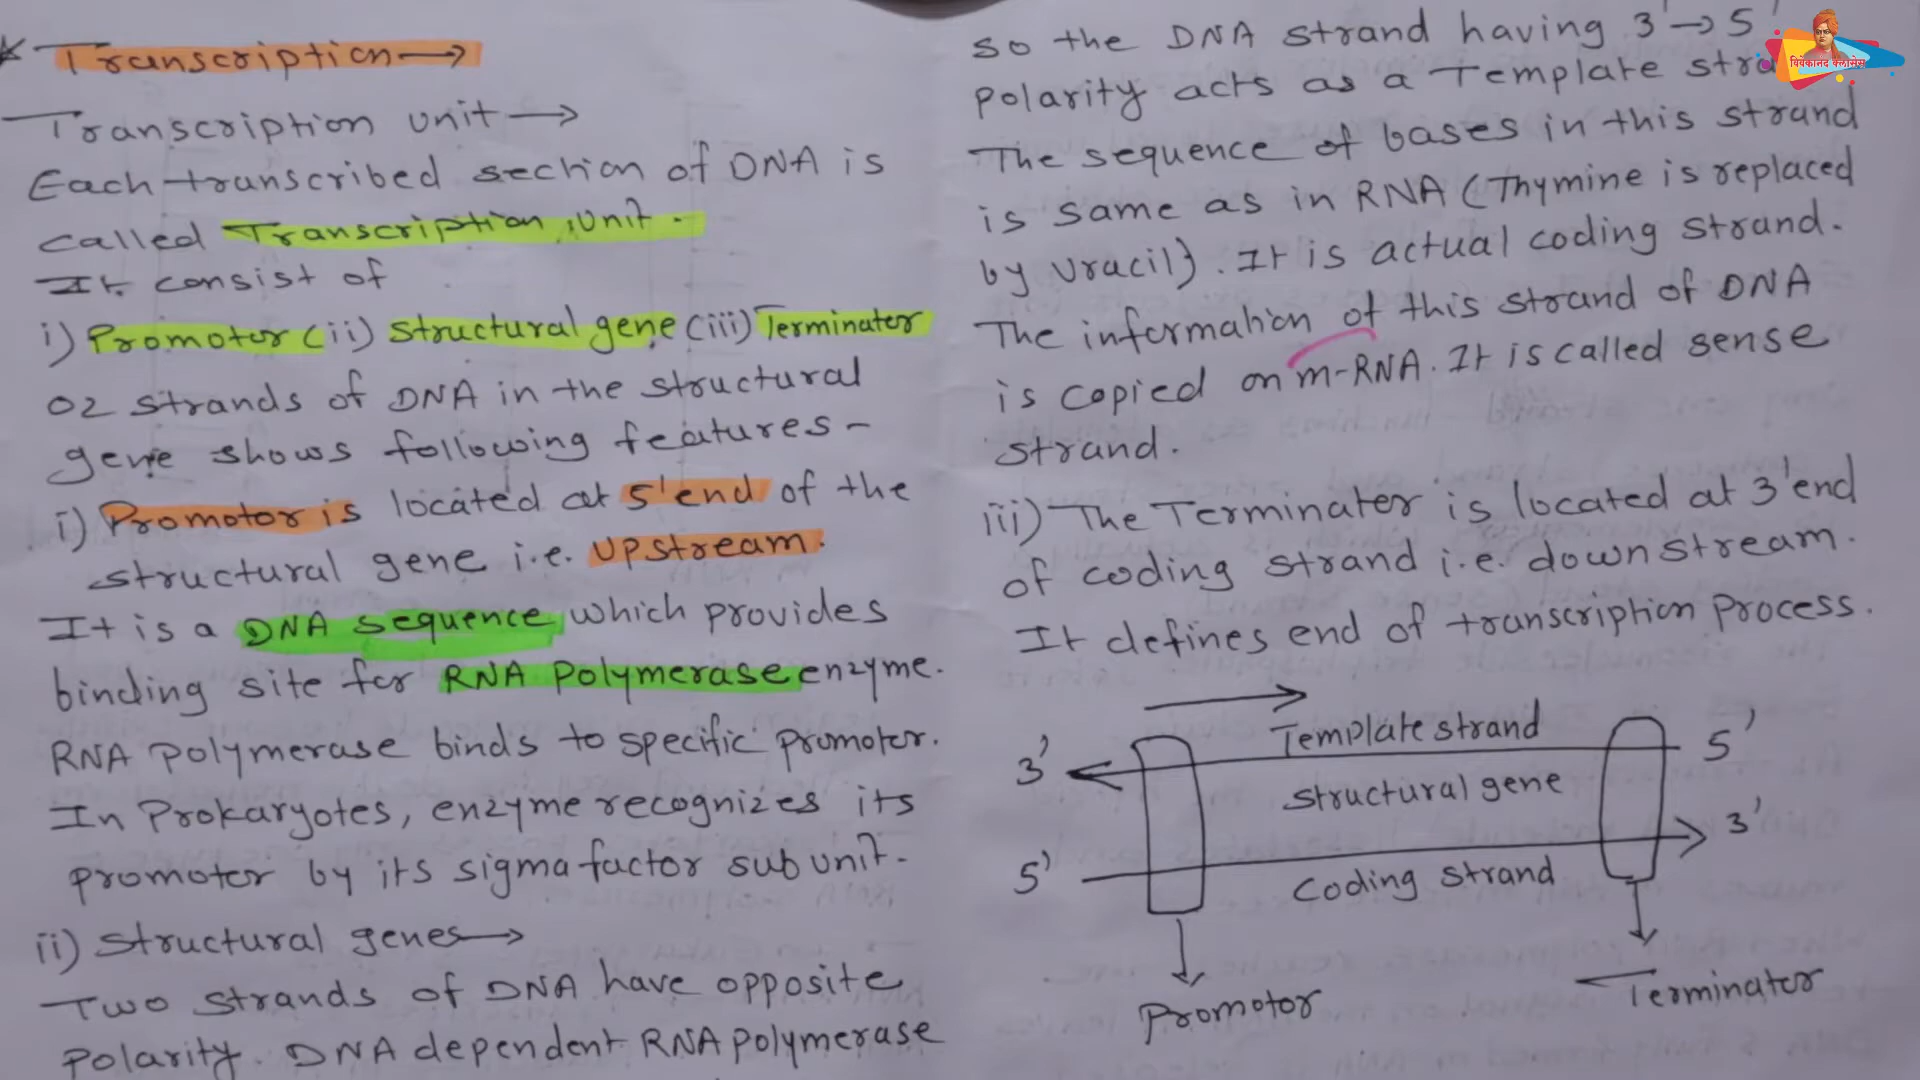 Transcription →
Transcription unit →
Each transcribed section of DNA is
called Transcription unit.
It consist of
i) Promotor (ii) Structural gene (iii) Terminater
02 strands of DNA in the structural
gene shows following features -
i) Promotor is located at 5' end of the
structural gene i.e. Upstream.
It is a DNA sequence which provides
binding site for RNA Polymerase enzyme.
RNA Polymerase binds to specific promoter.
In Prokaryotes, enzyme recognizes its
promoter by its sigma factor sub unit.
ii) Structural genes →
Two strands of DNA have opposite
Polarity. DNA dependent RNA polymerase
so the DNA strand having 3' → 5'
polarity acts as a Template
The sequence of bases in this strand
is same as in RNA (Thymine is replaced
by Uracil). It is actual coding strand.
The information of this strand of DNA
is copied on m-RNA. It is called sense
strand.
iii) The Terminater is located at 3' end
of coding strand i.e. downstream.
It defines end of transcription process.
Template strand
3' 5'
structural gene
5' 3'
Coding strand
Promotor
Terminator
विवेकानंद क्लासेस